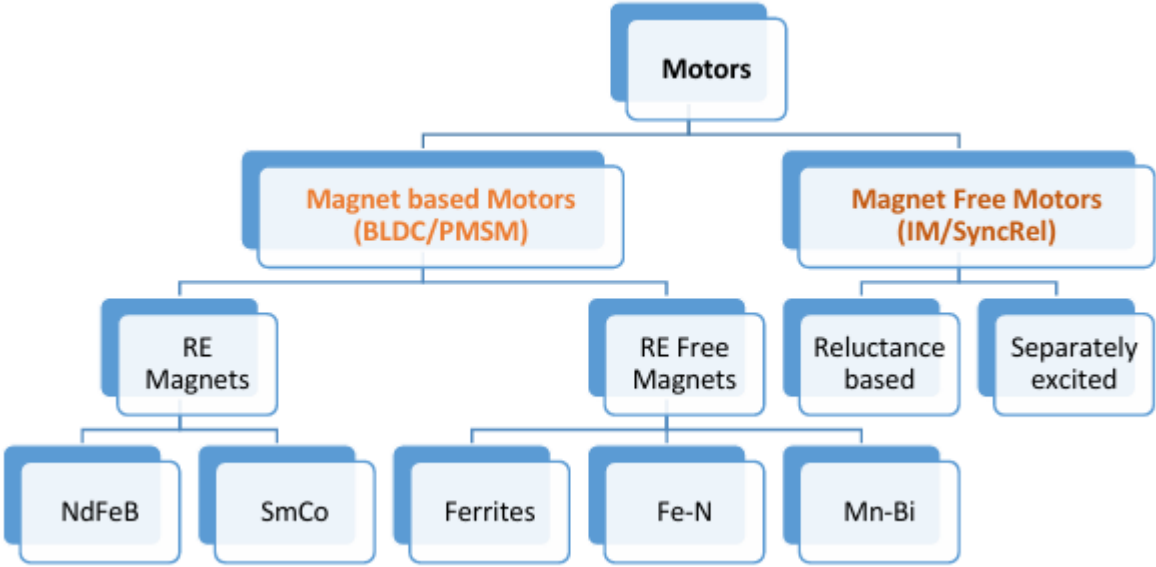 Motors
Magnet based Motors
(BLDC/PMSM)
Magnet Free Motors
(IM/SyncRel)
RE
Magnets
RE Free
Magnets
Reluctance
based
Separately
excited
NdFeB
SmCo
Ferrites
Fe-N
Mn-Bi